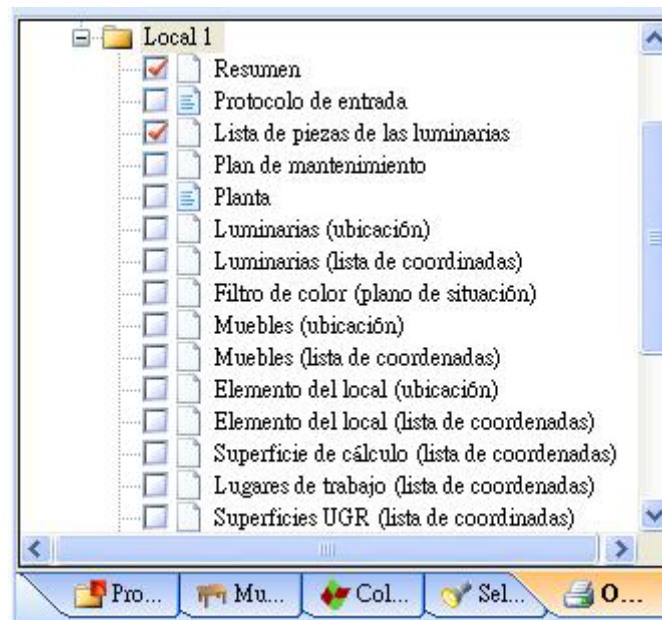 Local 1
Resumen
Protocolo de entrada
Lista de piezas de las luminarias
Plan de mantenimiento
Planta
Luminarias (ubicación)
Luminarias (lista de coordinadas)
Filtro de color (plano de situación)
Muebles (ubicación)
Muebles (lista de coordenadas)
Elemento del local (ubicación)
Elemento del local (lista de coordenadas)
Superficie de cálculo (lista de coordenadas)
Lugares de trabajo (lista de coordenadas)
Superficies UGR (lista de coordinadas)
Pro... Mu... Col... Sel... O...